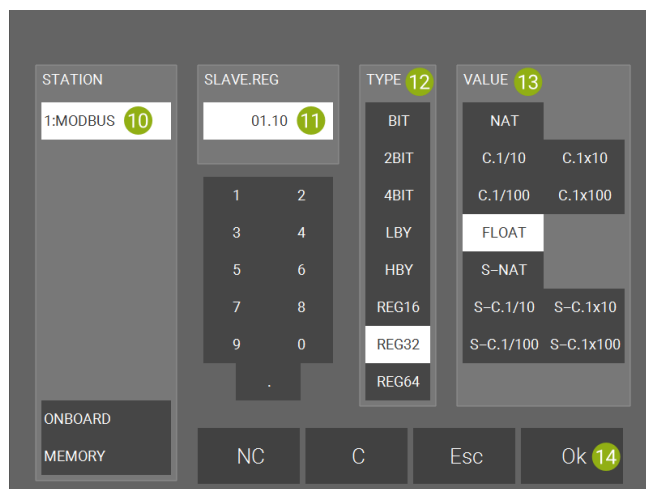 STATION
1:MODBUS 10
ONBOARD
MEMORY
SLAVE.REG
01.10 11
1 2
3 4
5 6
7 8
9 0
.
TYPE 12
BIT
2BIT
4BIT
LBY
HBY
REG16
REG32
REG64
VALUE 13
NAT
C.1/10 C.1x10
C.1/100 C.1x100
FLOAT
S-NAT
S-C.1/10 S-C.1x10
S-C.1/100 S-C.1x100
NC C Esc Ok 14